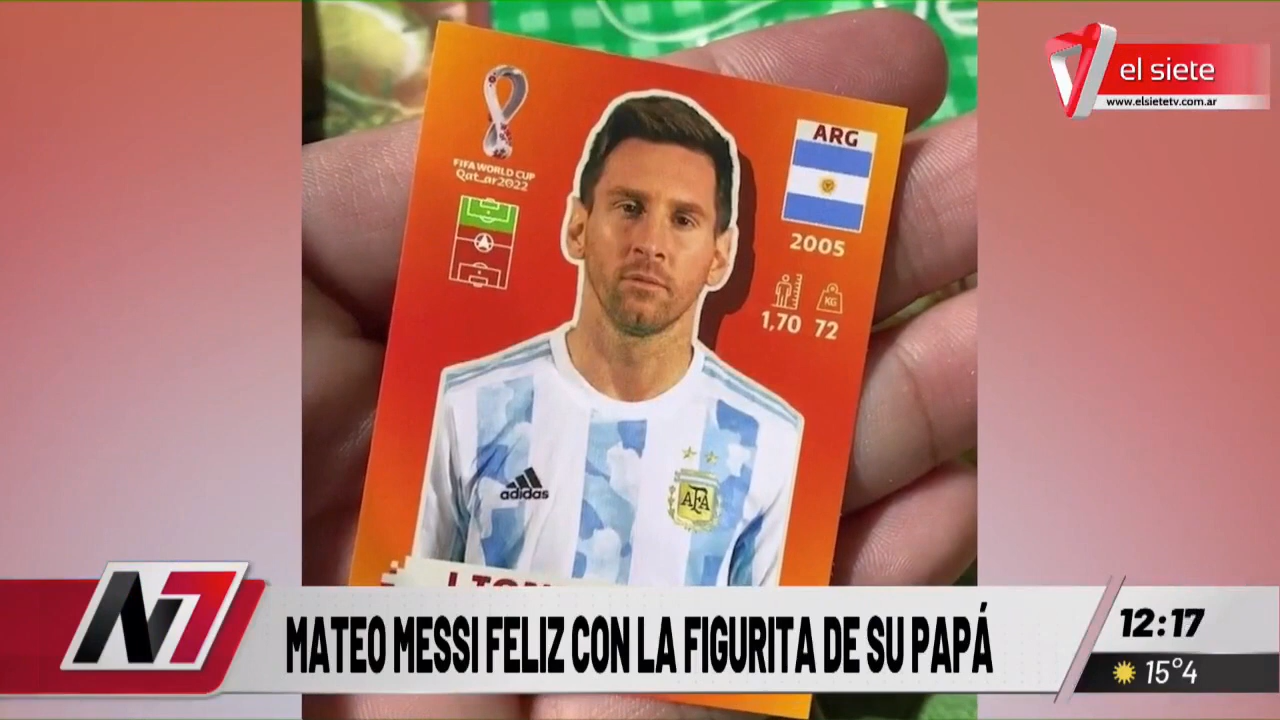 el siete
www.elsietetv.com.ar
FIFA WORLD CUP
Qat_ar2022
ARG
2005
KG
1,70 72
adidas
AFA
N7
MATEO MESSI FELIZ CON LA FIGURITA DE SU PAPÁ
12:17
15°4